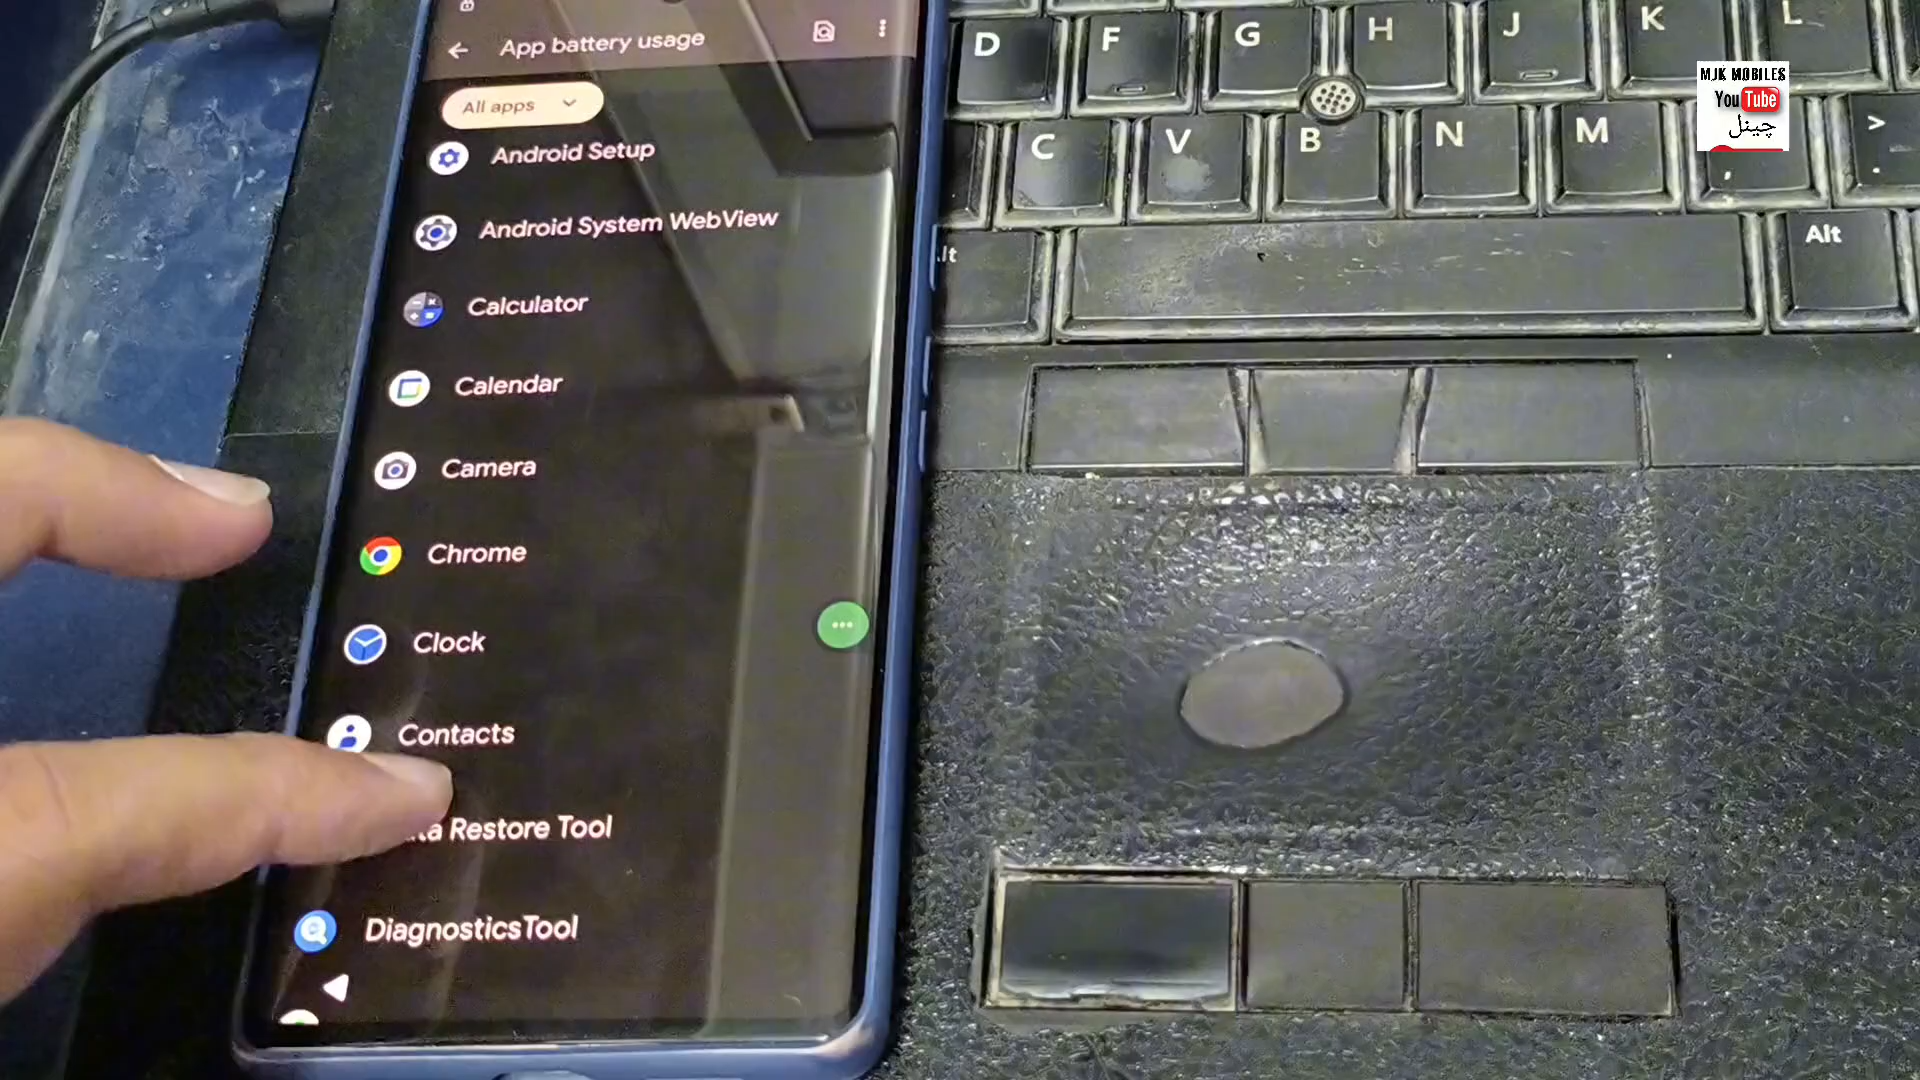 App battery usage
All apps
Android Setup
Android System WebView
Calculator
Calendar
Camera
Chrome
Clock
Contacts
Restore Tool
DiagnosticsTool
D F G H J K L
C V B N M , > .
Alt
MJK MOBILES
YouTube
چینل